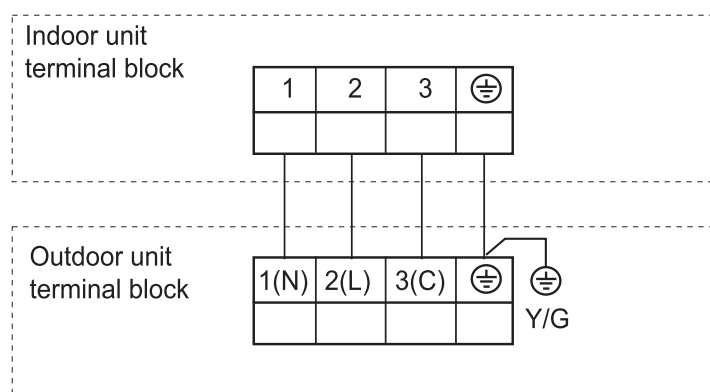 Indoor unit
terminal block
1 2 3
Outdoor unit
terminal block
1(N) 2(L) 3(C)
Y/G